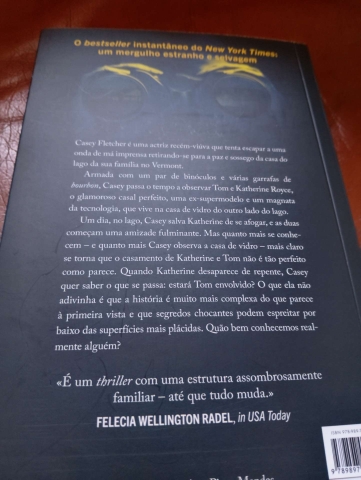 O bestseller instantâneo do New York Times:
um mergulho estranho e selvagem
Casey Fletcher é uma actriz recém-viúva que tenta escapar a uma
onda de má imprensa retirando-se para a paz e sossego da casa do
lago da sua família no Vermont.
Armada com um par de binóculos e várias garrafas de
bourbon, Casey passa o tempo a observar Tom e Katherine Royce,
o glamoroso casal perfeito, uma ex-supermodelo e um magnata
da tecnologia, que vive na casa de vidro do outro lado do lago.
Um dia, no lago, Casey salva Katherine de se afogar, e as duas
começam uma amizade fulminante. Mas quanto mais se conhe-
cem – e quanto mais Casey observa a casa de vidro – mais claro
se torna que o casamento de Katherine e Tom não é tão perfeito
como parece. Quando Katherine desaparece de repente, Casey
quer saber o que se passa: estará Tom envolvido? O que ela não
adivinha é que a história é muito mais complexa do que parece
à primeira vista e que segredos chocantes podem espreitar por
baixo das superfícies mais plácidas. Quão bem conhecemos real-
mente alguém?
«É um thriller com uma estrutura assombrosamente
familiar – até que tudo muda.»
FELECIA WELLINGTON RADEL, in USA Today
ISBN 978-989
9 789897